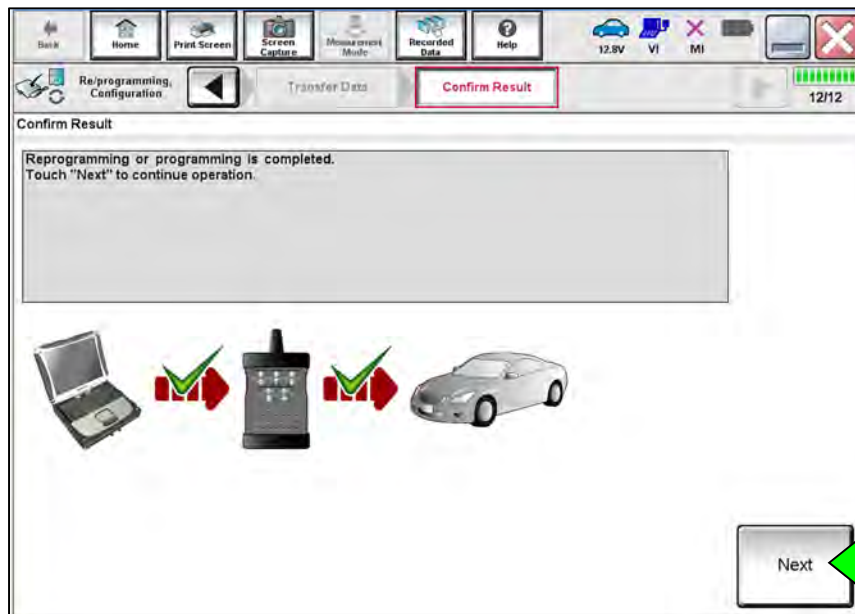 Back
Home
Print Screen
Screen
Capture
Measurement
Mode
Recorded
Data
Help
12.8V
VI
MI
Re/programming,
Configuration
Transfer Data
Confirm Result
12/12
Confirm Result
Reprogramming or programming is completed.
Touch "Next" to continue operation.
Next